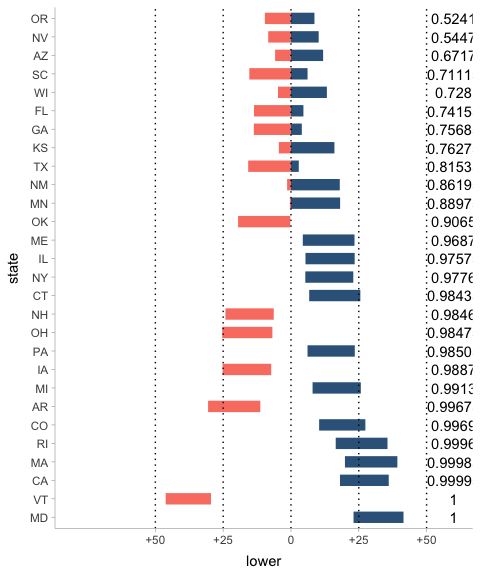 OR 0.5241
NV 0.5447
AZ 0.6717
SC 0.7111
WI 0.728
FL 0.7415
GA 0.7568
KS 0.7627
TX 0.8153
NM 0.8619
MN 0.8897
OK 0.9065
ME 0.9687
IL 0.9757
NY 0.9776
CT 0.9843
NH 0.9846
OH 0.9847
PA 0.9850
IA 0.9887
MI 0.9913
AR 0.9967
CO 0.9969
RI 0.9996
MA 0.9998
CA 0.9999
VT 1
MD 1
state
+50 +25 0 +25 +50
lower